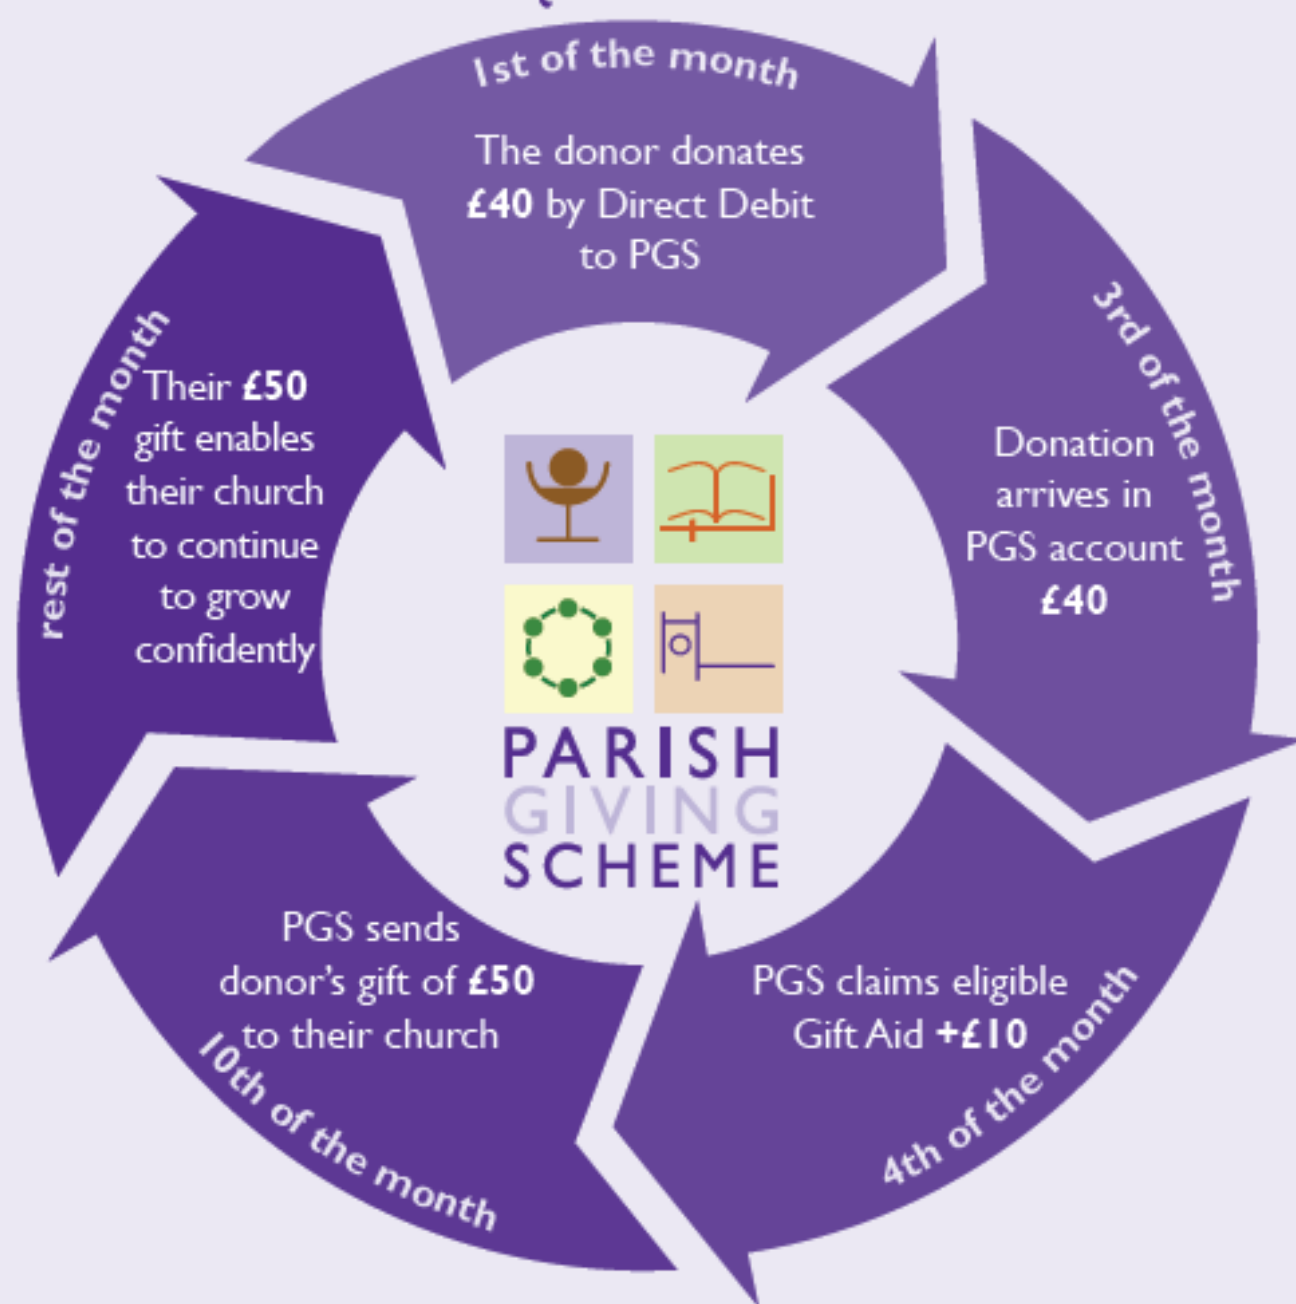 1st of the month
The donor donates
£40 by Direct Debit
to PGS
3rd of the month
Donation
arrives in
PGS account
£40
4th of the month
PGS claims eligible
Gift Aid +£10
10th of the month
PGS sends
donor's gift of £50
to their church
rest of the month
Their £50
gift enables
their church
to continue
to grow
confidently
PARISH
GIVING
SCHEME